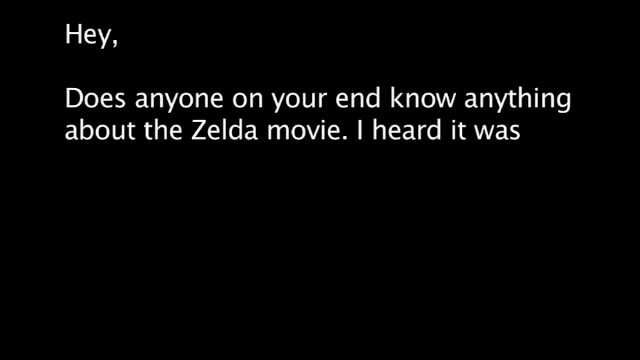 Hey,
Does anyone on your end know anything
about the Zelda movie. I heard it was